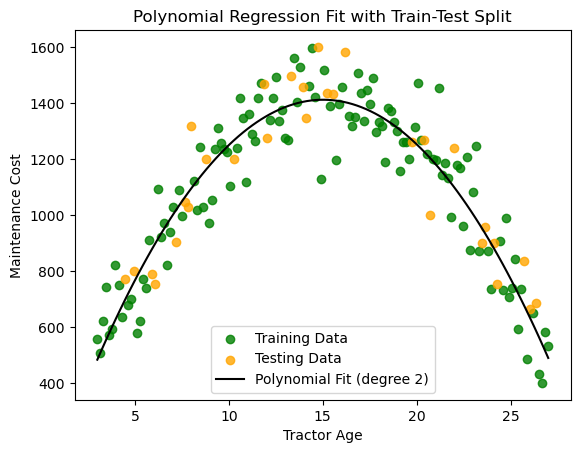 Polynomial Regression Fit with Train-Test Split
1600
1400
1200
1000
800
600
400
Maintenance Cost
Training Data
Testing Data
Polynomial Fit (degree 2)
5
10
15
20
25
Tractor Age